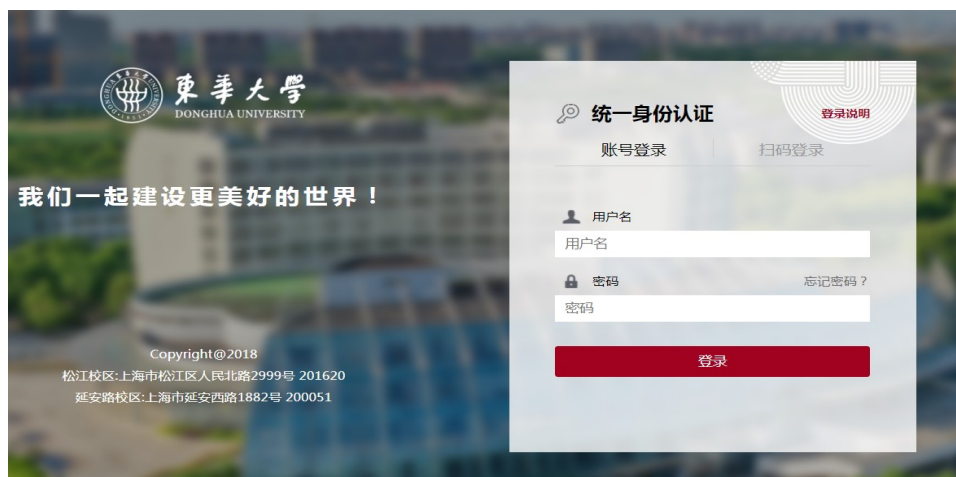 東華大學
DONGHUA UNIVERSITY
我们一起建设更美好的世界！
Copyright@2018
松江校区:上海市松江区人民北路2999号 201620
延安路校区:上海市延安西路1882号 200051
统一身份认证
登录说明
账号登录
扫码登录
用户名
用户名
密码
忘记密码？
密码
登录